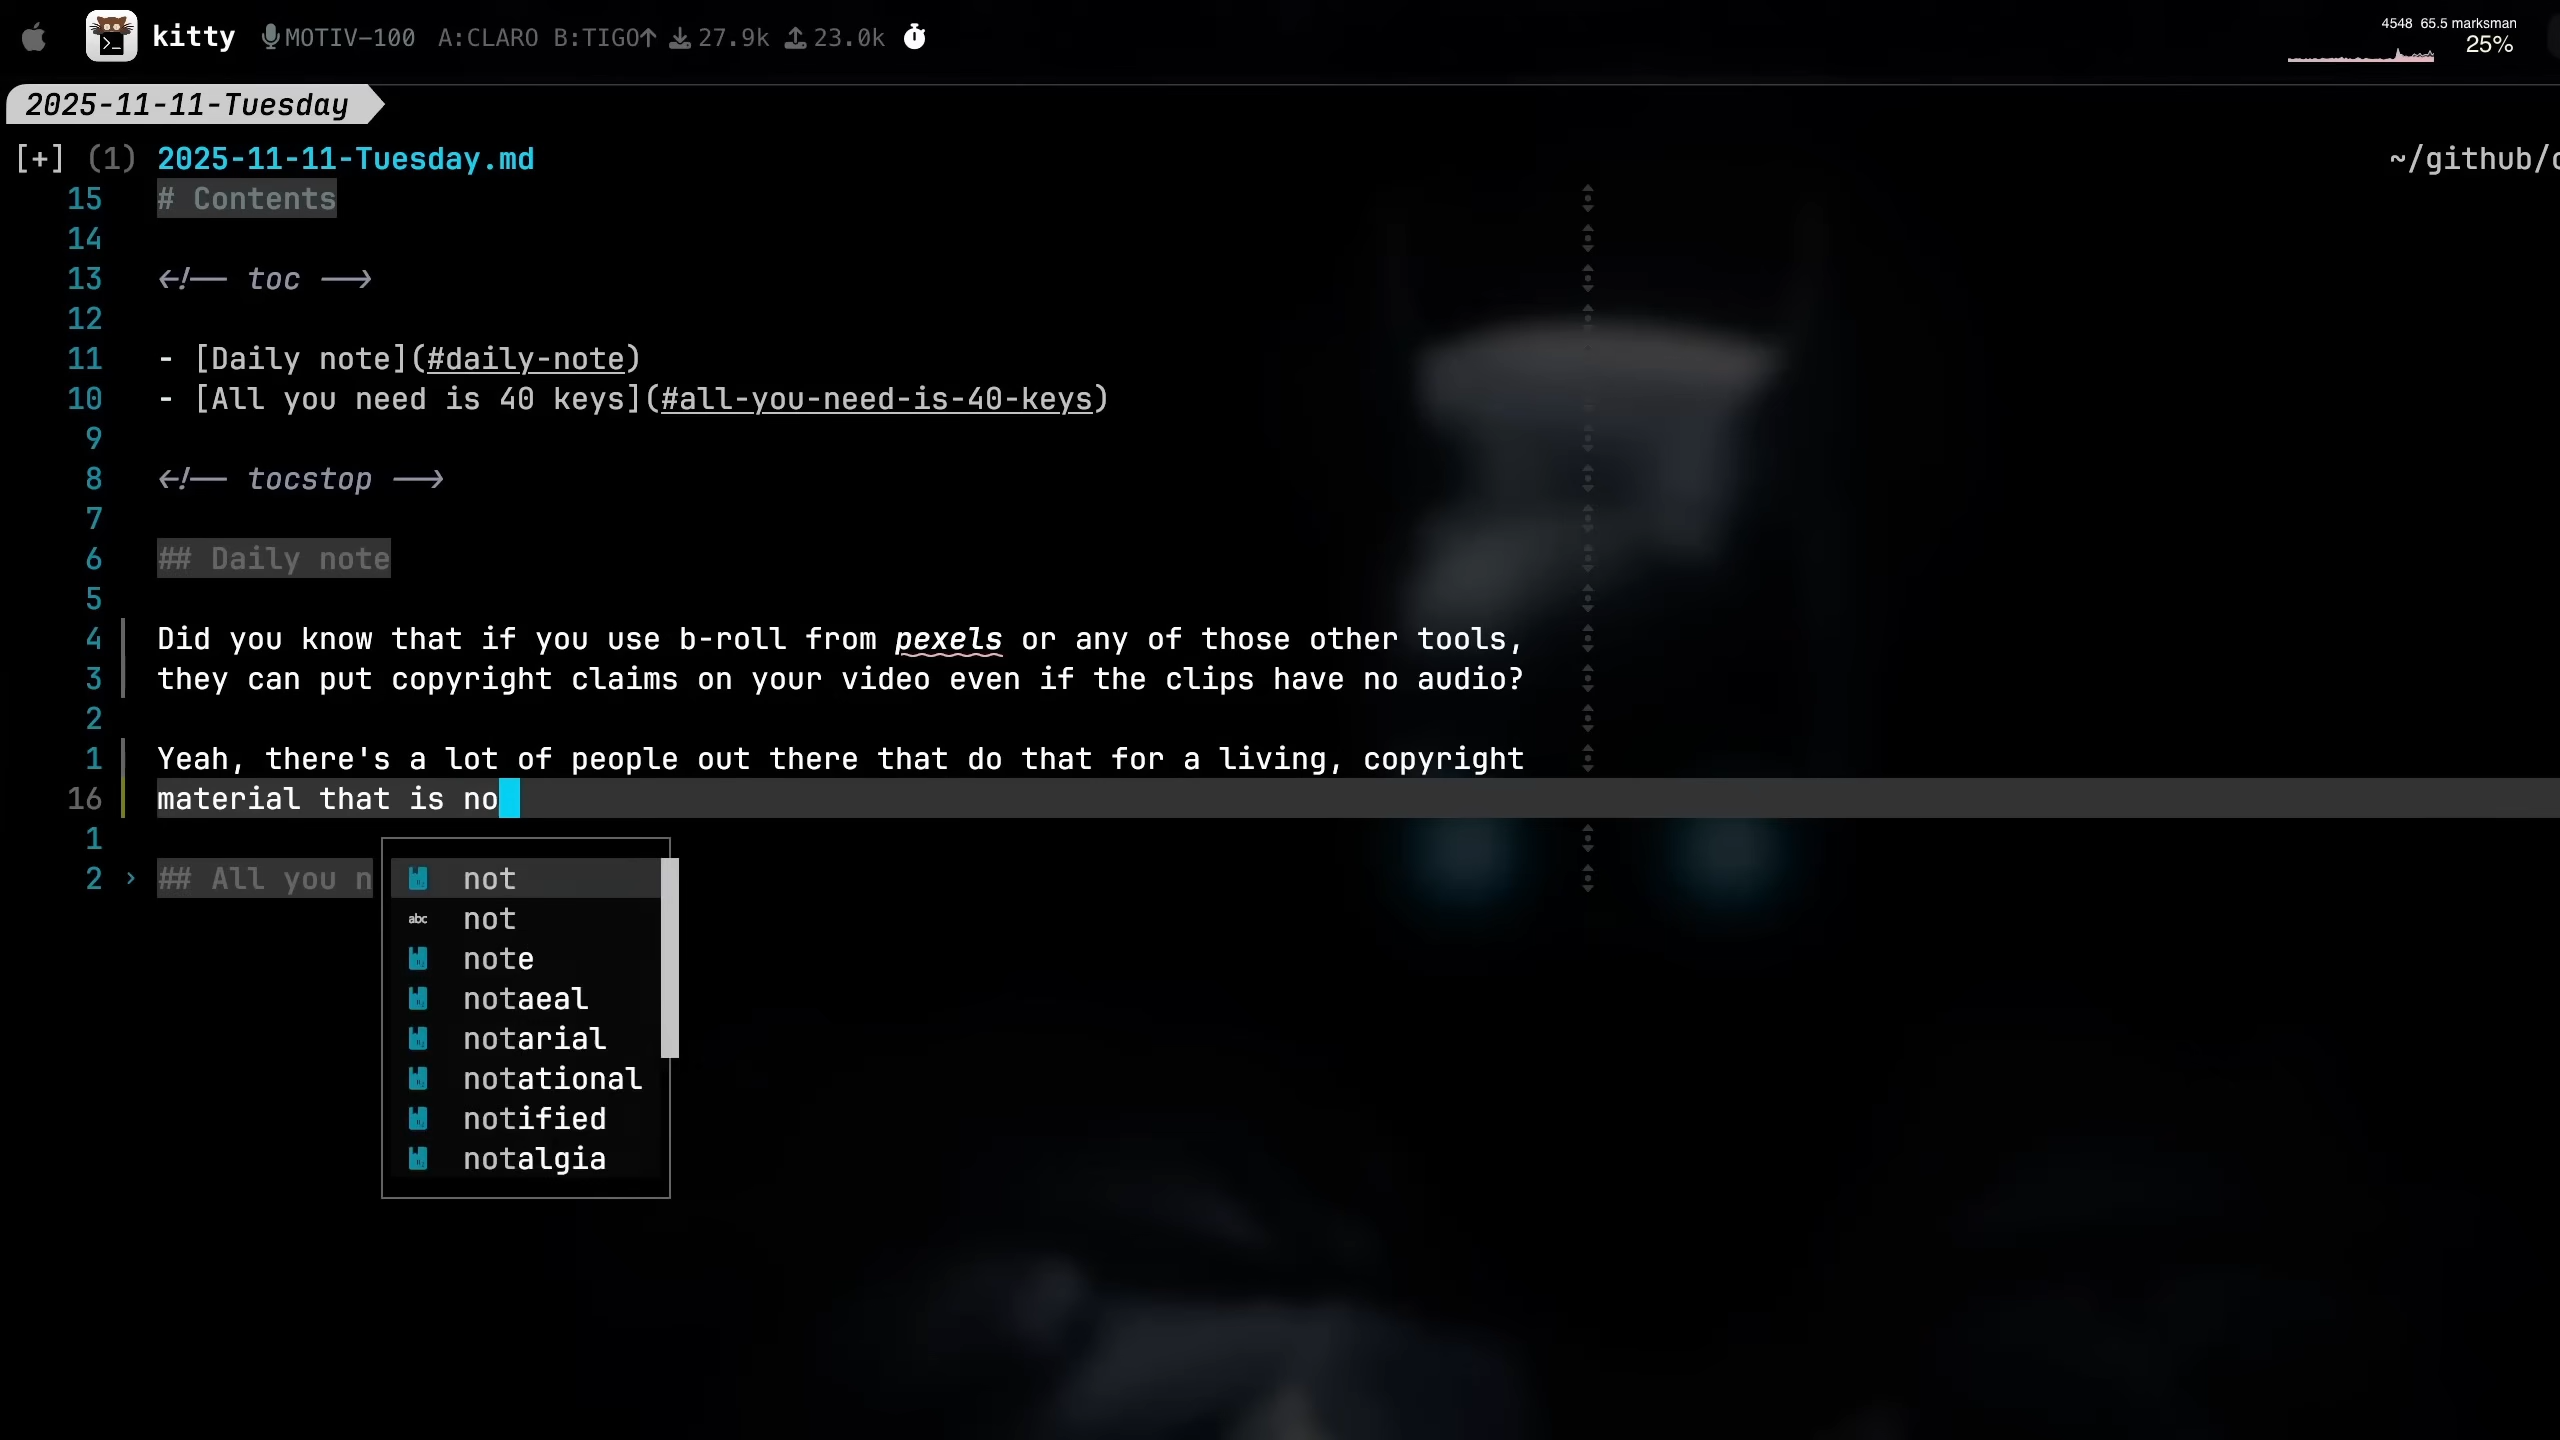 kitty MOTIV-100 A:CLARO B:TIGO↑ 27.9k 23.0k
4548 65.5 marksman
25%
2025-11-11-Tuesday
[+] (1) 2025-11-11-Tuesday.md ~/github/
15 # Contents
14
13 <!-- toc -->
12
11 - [Daily note](#daily-note)
10 - [All you need is 40 keys](#all-you-need-is-40-keys)
9
8 <!-- tocstop -->
7
6 ## Daily note
5
4 Did you know that if you use b-roll from pexels or any of those other tools,
3 they can put copyright claims on your video even if the clips have no audio?
2
1 Yeah, there's a lot of people out there that do that for a living, copyright
16 material that is no
1
2 › ## All you n
not
abc not
note
notaeal
notarial
notational
notified
notalgia